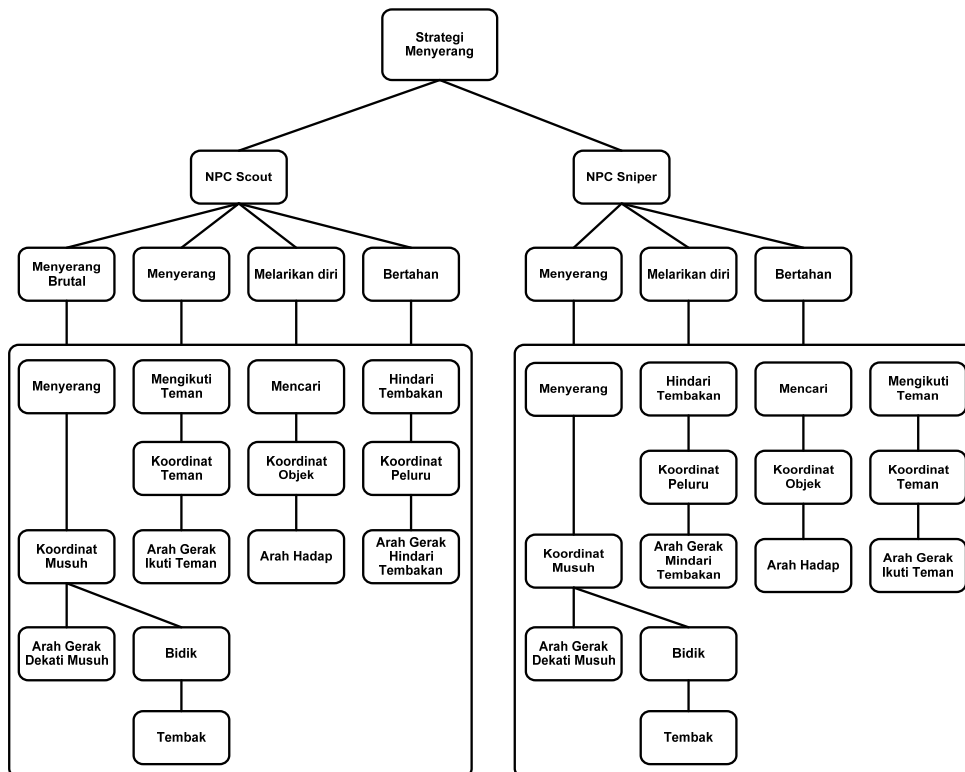 Strategi
Menyerang
NPC Scout
NPC Sniper
Menyerang
Brutal
Menyerang
Melarikan diri
Bertahan
Menyerang
Melarikan diri
Bertahan
Menyerang
Mengikuti
Teman
Mencari
Hindari
Tembakan
Menyerang
Hindari
Tembakan
Mencari
Mengikuti
Teman
Koordinat
Teman
Koordinat
Objek
Koordinat
Peluru
Koordinat
Peluru
Koordinat
Objek
Koordinat
Teman
Koordinat
Musuh
Arah Gerak
Ikuti Teman
Arah Hadap
Arah Gerak
Hindari
Tembakan
Koordinat
Musuh
Arah Gerak
Mindari
Tembakan
Arah Hadap
Arah Gerak
Ikuti Teman
Arah Gerak
Dekati Musuh
Bidik
Arah Gerak
Dekati Musuh
Bidik
Tembak
Tembak